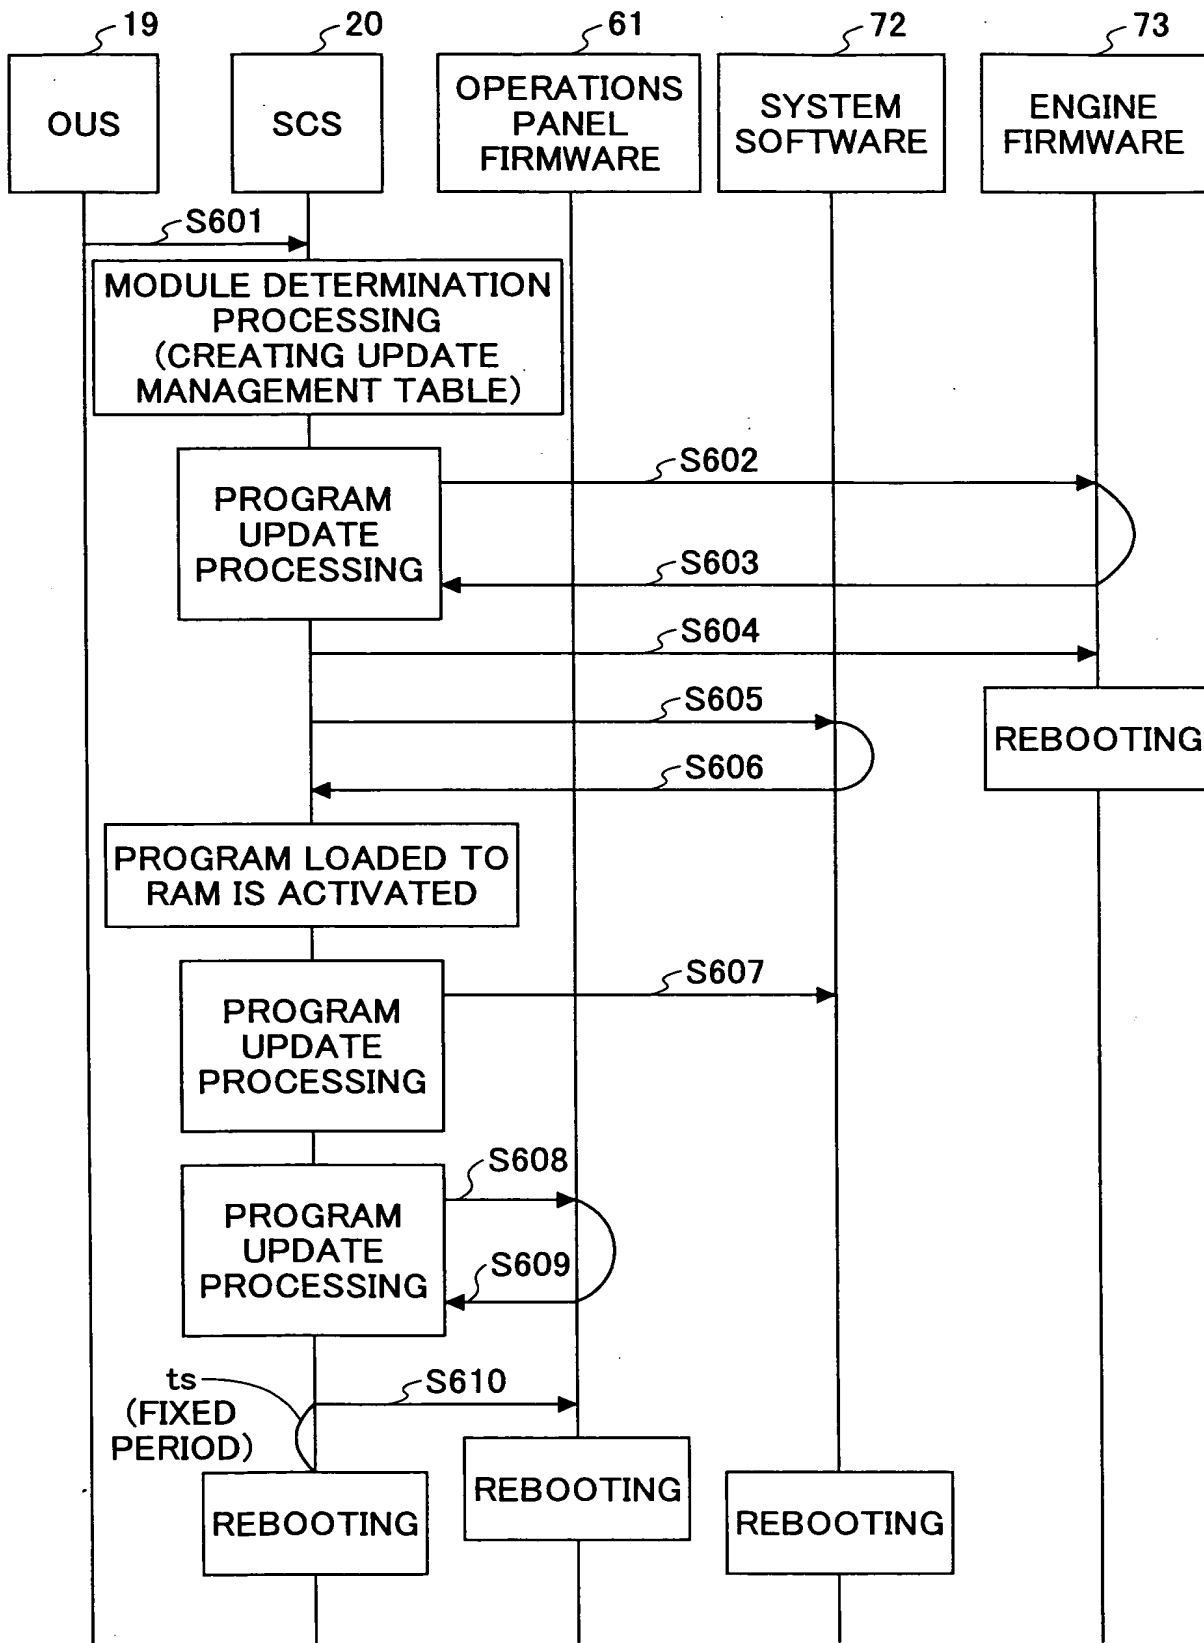 19
20
61
72
73
OUS
SCS
OPERATIONS
PANEL
FIRMWARE
SYSTEM
SOFTWARE
ENGINE
FIRMWARE
S601
MODULE DETERMINATION
PROCESSING
(CREATING UPDATE
MANAGEMENT TABLE)
S602
PROGRAM
UPDATE
PROCESSING
S603
S604
S605
REBOOTING
S606
PROGRAM LOADED TO
RAM IS ACTIVATED
S607
PROGRAM
UPDATE
PROCESSING
S608
PROGRAM
UPDATE
PROCESSING
S609
ts
(FIXED
PERIOD)
S610
REBOOTING
REBOOTING
REBOOTING